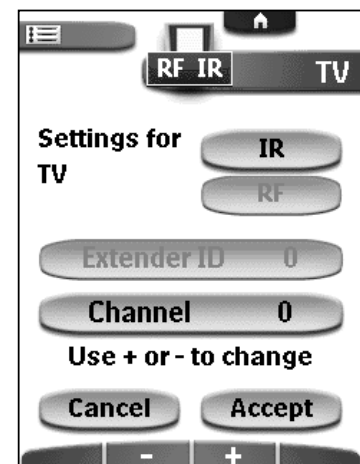 RF IR
TV
Settings for
TV
IR
RF
Extender ID 0
Channel 0
Use + or - to change
Cancel
Accept
- +